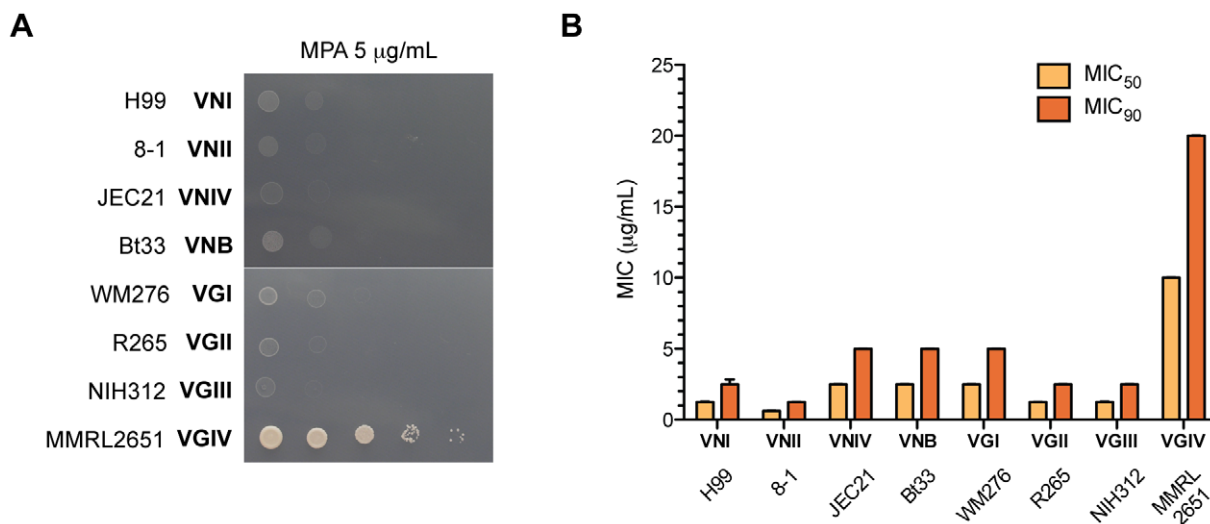 A
MPA 5 μg/mL
H99 VNI
8-1 VNII
JEC21 VNIV
Bt33 VNB
WM276 VGI
R265 VGII
NIH312 VGIII
MMRL2651 VGIV
B
MIC50
MIC90
MIC (μg/mL)
25
20
15
10
5
0
VNI VNII VNIV VNB VGI VGII VGIII VGIV
H99 8-1 JEC21 Bt33 WM276 R265 NIH312 MMRL
2651